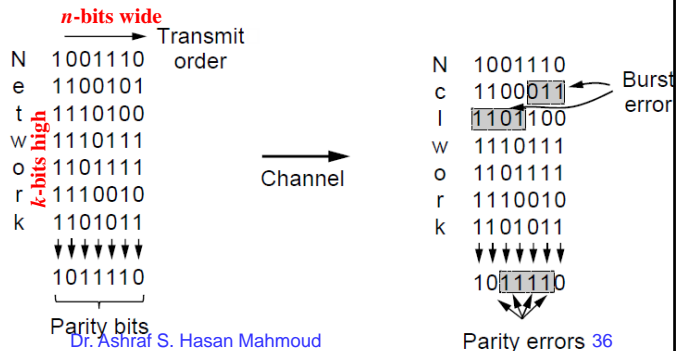 n-bits wide
Transmit
order
k-bits high
N 1001110
e 1100101
t 1110100
w 1110111
o 1101111
r 1110010
k 1101011
1011110
Parity bits
Channel
N 1001110
c 1100011
l 1101100
w 1110111
o 1101111
r 1110010
k 1101011
Burst
error
1011110
Parity errors
Dr. Ashraf S. Hasan Mahmoud
36